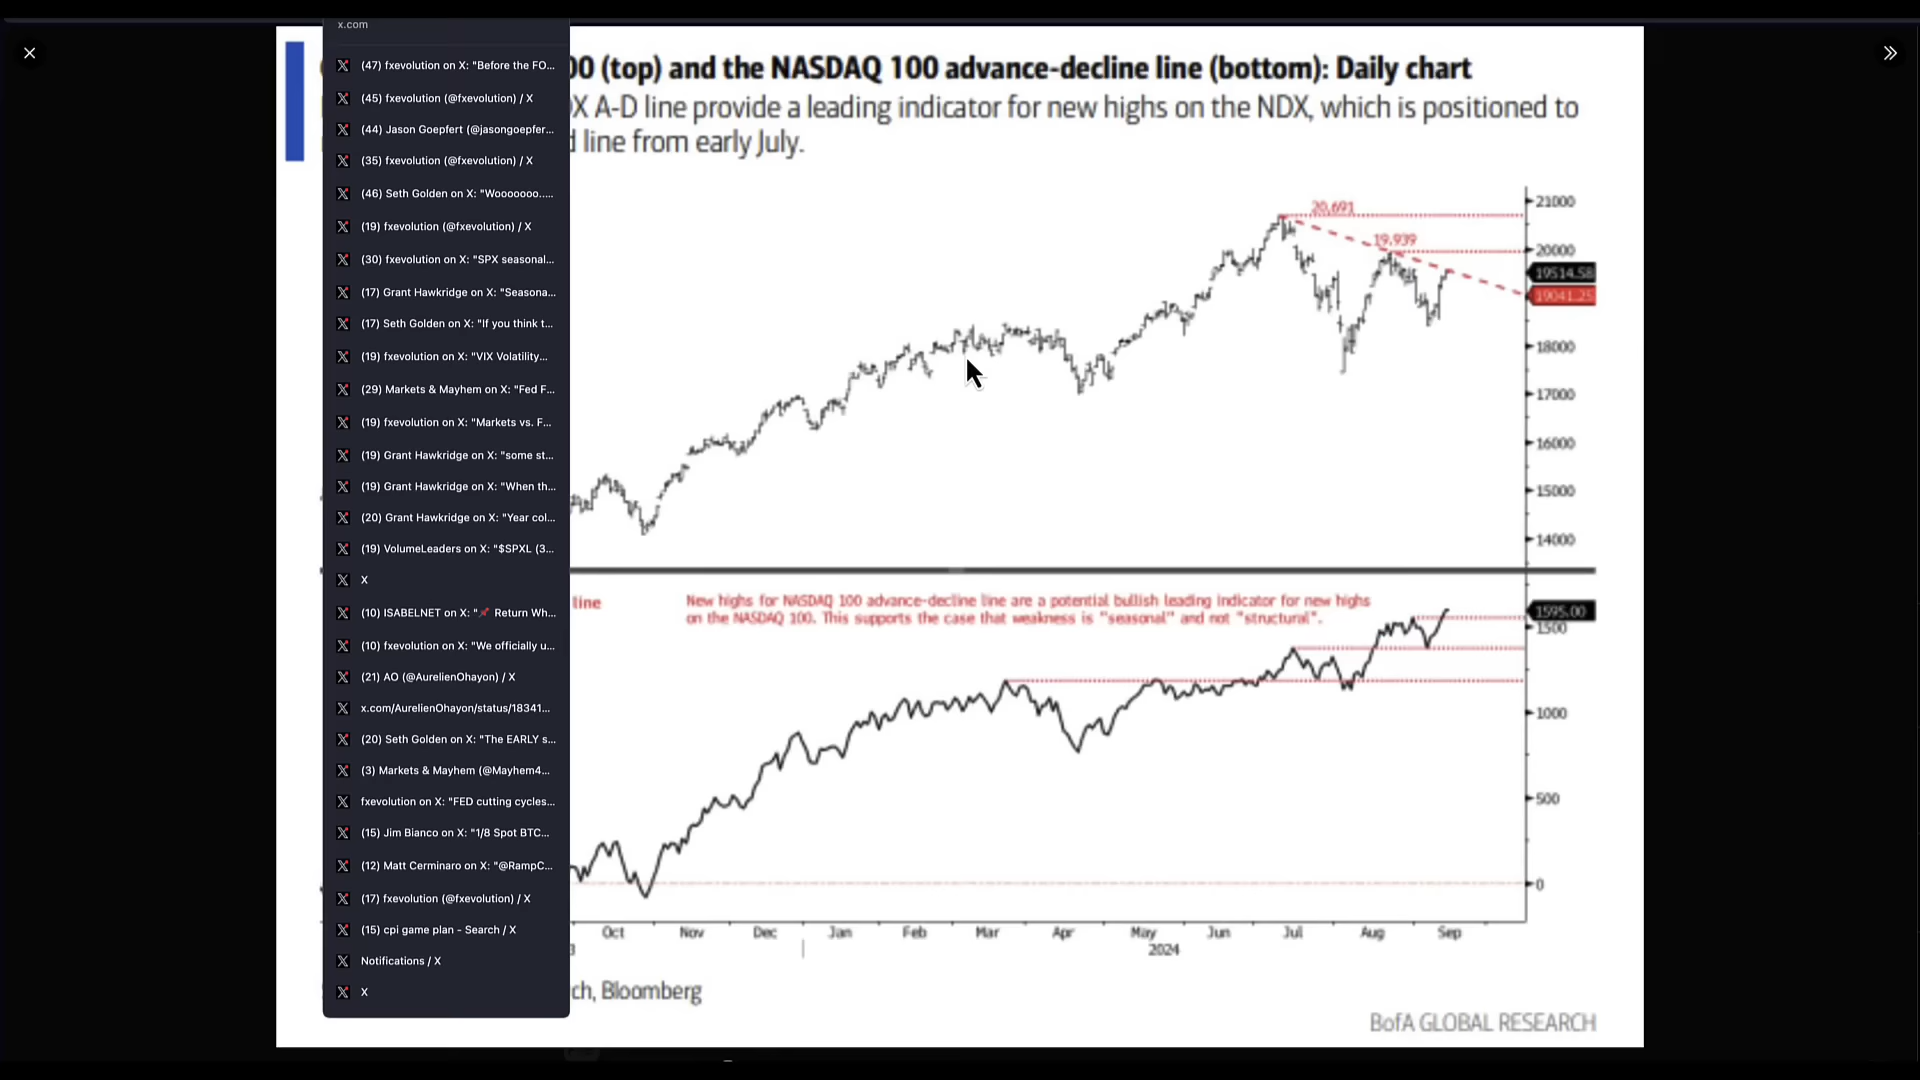 x.com
(47) fxevolution on X: "Before the FO...
(45) fxevolution (@fxevolution) / X
(44) Jason Goepfert (@jasongoepfer...
(35) fxevolution (@fxevolution) / X
(46) Seth Golden on X: "Wooooooo.....
(19) fxevolution (@fxevolution) / X
(30) fxevolution on X: "SPX seasonal...
(17) Grant Hawkridge on X: "Seasona...
(17) Seth Golden on X: "If you think t...
(19) fxevolution on X: "VIX Volatility...
(29) Markets & Mayhem on X: "Fed F...
(19) fxevolution on X: "Markets vs. F...
(19) Grant Hawkridge on X: "some st...
(19) Grant Hawkridge on X: "When th...
(20) Grant Hawkridge on X: "Year col...
(19) VolumeLeaders on X: "$SPXL (3...
X
(10) ISABELNET on X: "📌 Return Wh...
(10) fxevolution on X: "We officially u...
(21) AO (@AurelienOhayon) / X
x.com/AurelienOhayon/status/18341...
(20) Seth Golden on X: "The EARLY s...
(3) Markets & Mayhem (@Mayhem4...
fxevolution on X: "FED cutting cycles...
(15) Jim Bianco on X: "1/8 Spot BTC...
(12) Matt Cerminaro on X: "@RampC...
(17) fxevolution (@fxevolution) / X
(15) cpi game plan - Search / X
Notifications / X
X
00 (top) and the NASDAQ 100 advance-decline line (bottom): Daily chart
X A-D line provide a leading indicator for new highs on the NDX, which is positioned to
d line from early July.
20,691
19,939
21000
20000
19514.58
19041.25
18000
17000
16000
15000
14000
line
New highs for NASDAQ 100 advance-decline line are a potential bullish leading indicator for new highs
on the NASDAQ 100. This supports the case that weakness is "seasonal" and not "structural".
1595.00
1500
1000
500
0
Oct Nov Dec Jan Feb Mar Apr May Jun Jul Aug Sep
3 2024
ch, Bloomberg
BofA GLOBAL RESEARCH